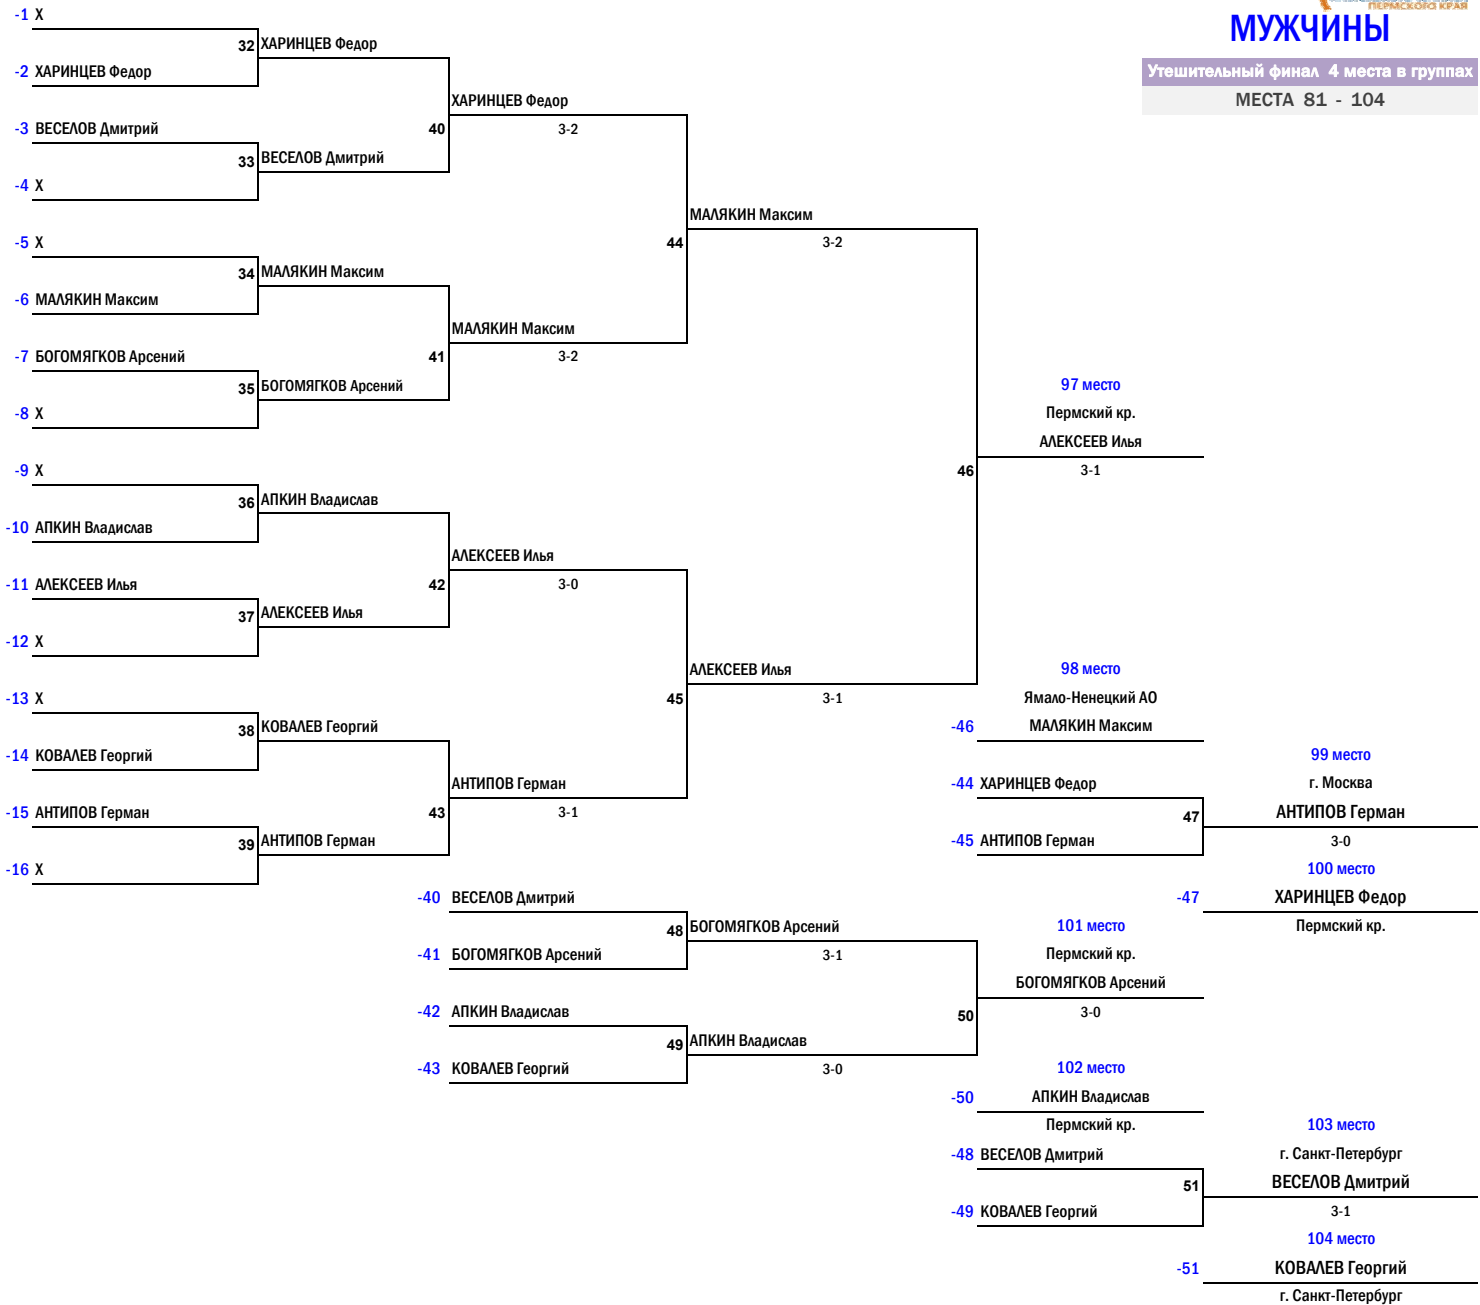 ПЕРМСКОГО КРАЯ
МУЖЧИНЫ
Утешительный финал 4 места в группах
МЕСТА 81 - 104
-1 X
32 ХАРИНЦЕВ Федор
-2 ХАРИНЦЕВ Федор
ХАРИНЦЕВ Федор
-3 ВЕСЕЛОВ Дмитрий
40 3-2
33 ВЕСЕЛОВ Дмитрий
-4 X
МАЛЯКИН Максим
-5 X
44 3-2
34 МАЛЯКИН Максим
-6 МАЛЯКИН Максим
МАЛЯКИН Максим
-7 БОГОМЯГКОВ Арсений
41 3-2
35 БОГОМЯГКОВ Арсений
97 место
-8 X
Пермский кр.
АЛЕКСЕЕВ Илья
-9 X
46 3-1
36 АПКИН Владислав
-10 АПКИН Владислав
АЛЕКСЕЕВ Илья
-11 АЛЕКСЕЕВ Илья
42 3-0
37 АЛЕКСЕЕВ Илья
-12 X
АЛЕКСЕЕВ Илья
98 место
-13 X
45 3-1
Ямало-Ненецкий АО
38 КОВАЛЕВ Георгий
-46 МАЛЯКИН Максим
-14 КОВАЛЕВ Георгий
99 место
АНТИПОВ Герман
-44 ХАРИНЦЕВ Федор
г. Москва
-15 АНТИПОВ Герман
43 3-1
47 АНТИПОВ Герман
39 АНТИПОВ Герман
-45 АНТИПОВ Герман
3-0
-16 X
100 место
-40 ВЕСЕЛОВ Дмитрий
-47 ХАРИНЦЕВ Федор
48 БОГОМЯГКОВ Арсений
101 место
Пермский кр.
-41 БОГОМЯГКОВ Арсений
3-1
Пермский кр.
БОГОМЯГКОВ Арсений
-42 АПКИН Владислав
50 3-0
49 АПКИН Владислав
-43 КОВАЛЕВ Георгий
3-0
102 место
-50 АПКИН Владислав
Пермский кр.
103 место
-48 ВЕСЕЛОВ Дмитрий
г. Санкт-Петербург
51 ВЕСЕЛОВ Дмитрий
-49 КОВАЛЕВ Георгий
3-1
104 место
-51 КОВАЛЕВ Георгий
г. Санкт-Петербург